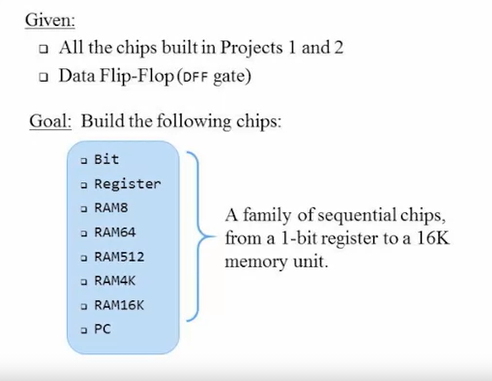 Given:
All the chips built in Projects 1 and 2
Data Flip-Flop (DFF gate)
Goal: Build the following chips:
Bit
Register
RAM8
RAM64
RAM512
RAM4K
RAM16K
PC
A family of sequential chips,
from a 1-bit register to a 16K
memory unit.